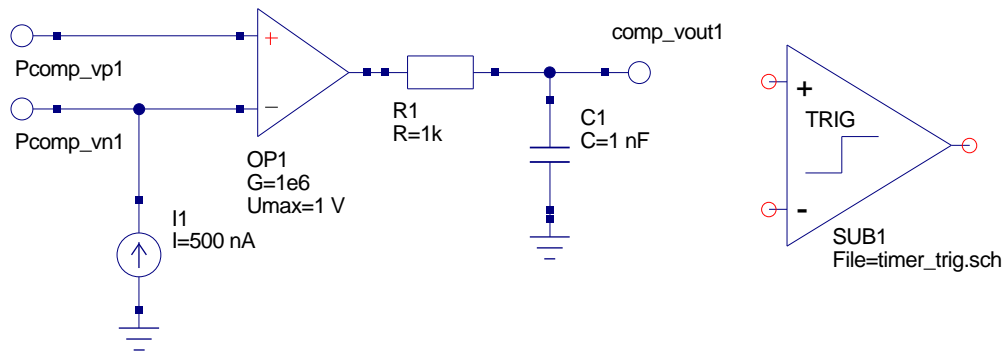 comp_vout1
+
Pcomp_vp1
+
TRIG
−
Pcomp_vn1
R1
R=1k
C1
C=1 nF
OP1
G=1e6
Umax=1 V
-
I1
I=500 nA
SUB1
File=timer_trig.sch